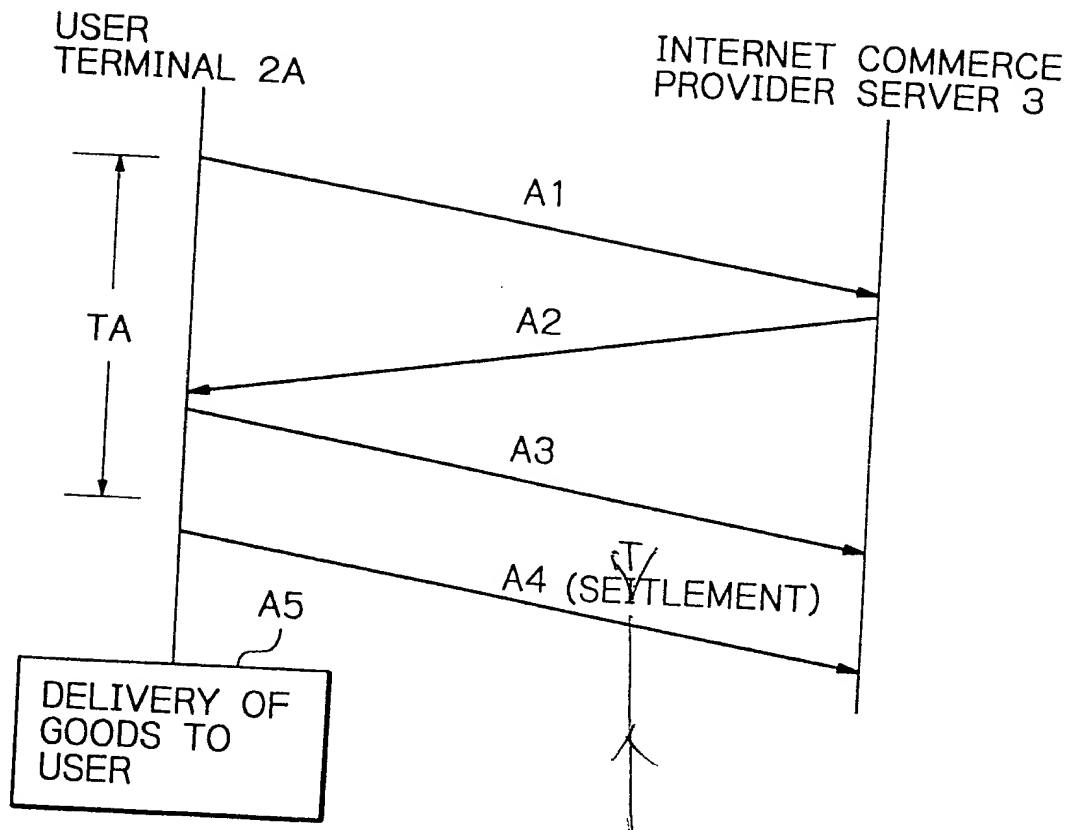 USER
TERMINAL 2A
INTERNET COMMERCE
PROVIDER SERVER 3
A1
A2
TA
A3
T
A4 (SEITLEMENT)
A5
DELIVERY OF
GOODS TO
USER